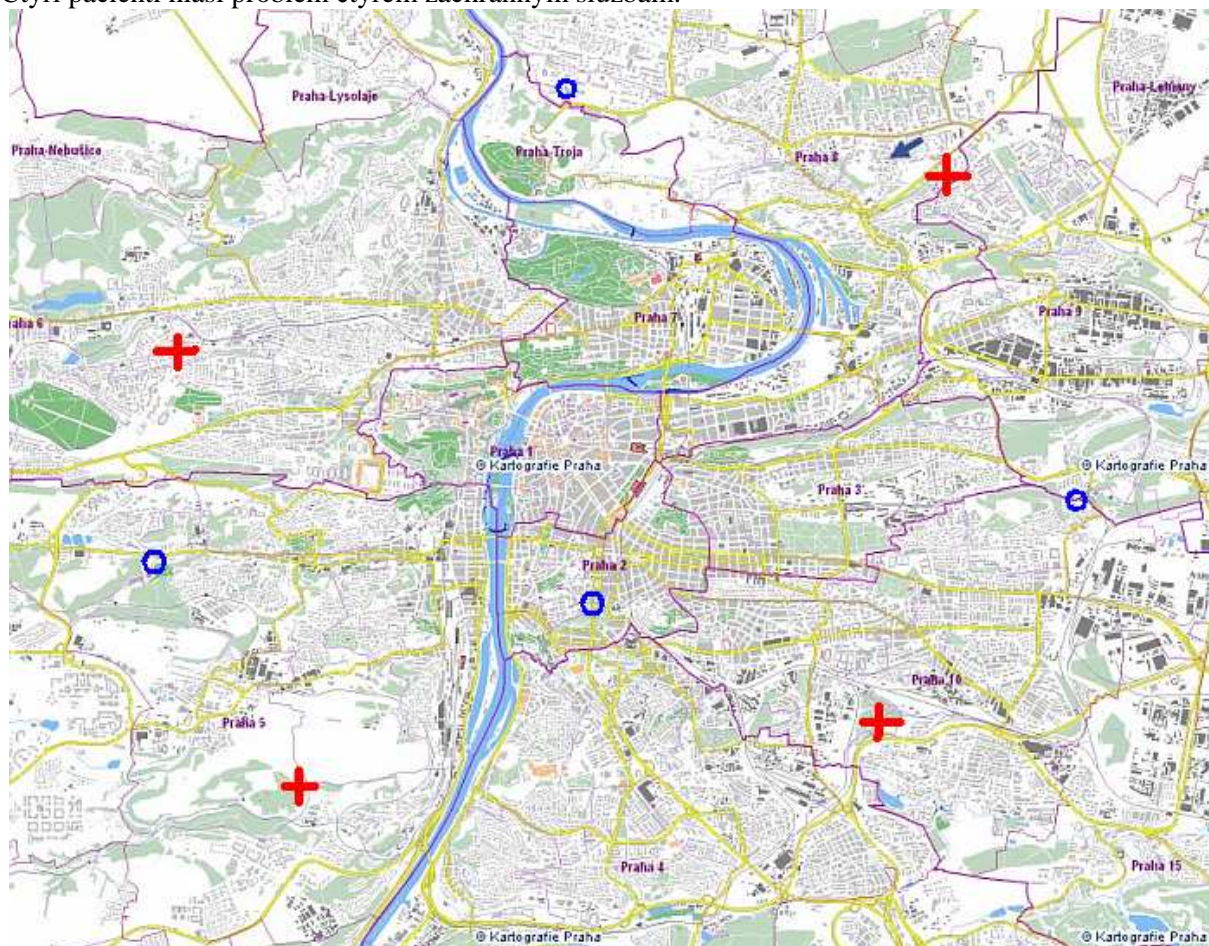 Čtyři pacienti hlásí problém čtyřem záchranným službám.
Praha-Lysolaje
Praha-Letňany
Praha-Nebušice
Praha-Troja
Praha 8
Praha 9
Praha 6
Praha 7
Praha 1
© Kartografie Praha
© Kartografie Praha
Praha 3
Praha 2
Praha 10
Praha 5
Praha 4
Praha 15
© Kartografie Praha
© Kartografie Praha